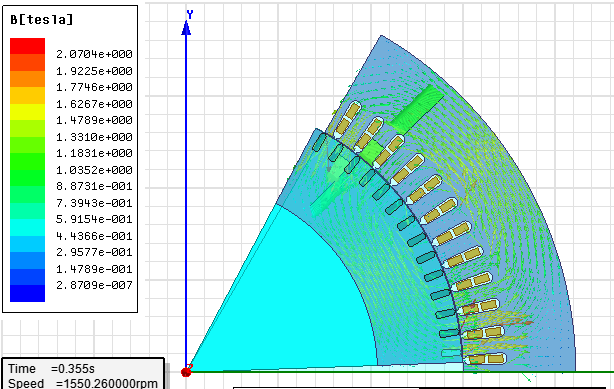 B[tesla]
2.0704e+000
1.9225e+000
1.7746e+000
1.6267e+000
1.4789e+000
1.3310e+000
1.1831e+000
1.0352e+000
8.8731e-001
7.3943e-001
5.9154e-001
4.4366e-001
2.9577e-001
1.4789e-001
2.8709e-007
Y
Time =0.355s
Speed =1550.260000rpm